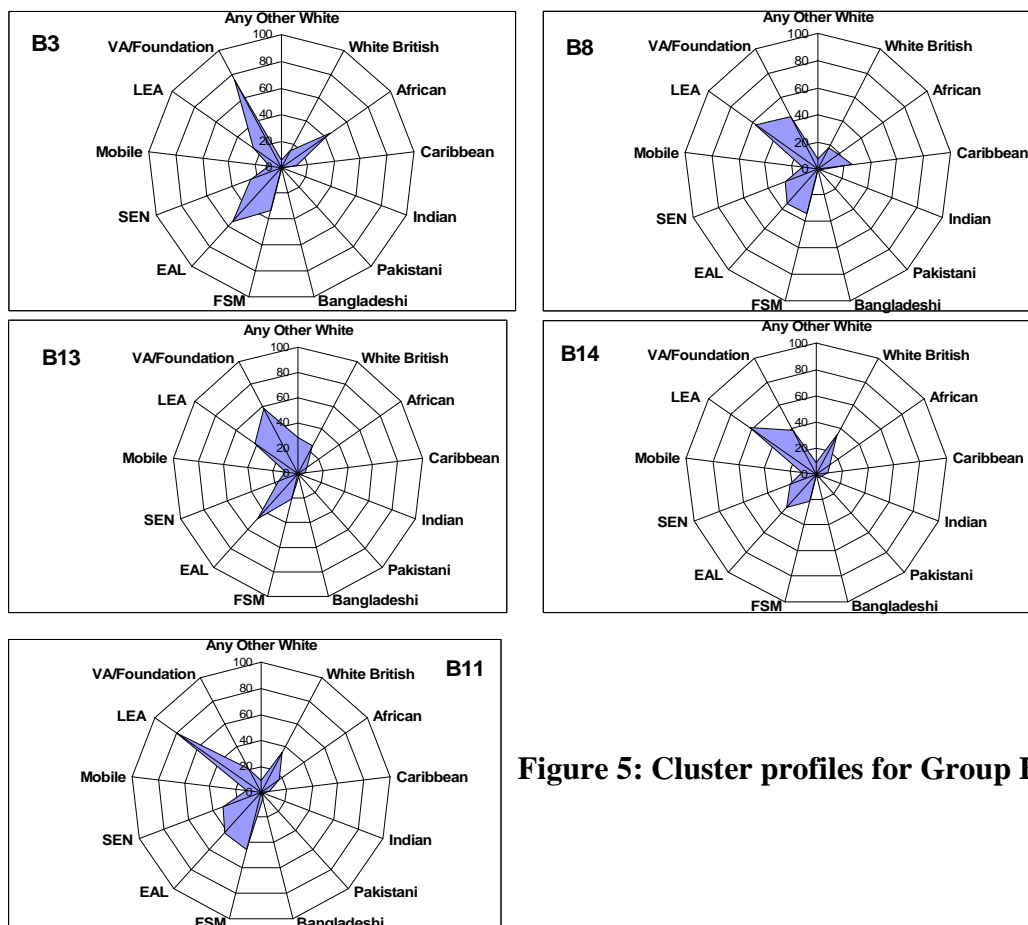 B3
Any Other White
White British
African
Caribbean
Indian
Pakistani
Bangladeshi
FSM
EAL
SEN
Mobile
LEA
VA/Foundation
100
80
60
40
20
0
B8
Any Other White
White British
African
Caribbean
Indian
Pakistani
Bangladeshi
FSM
EAL
SEN
Mobile
LEA
VA/Foundation
100
80
60
40
20
0
B13
Any Other White
White British
African
Caribbean
Indian
Pakistani
Bangladeshi
FSM
EAL
SEN
Mobile
LEA
VA/Foundation
100
80
60
40
20
0
B14
Any Other White
White British
African
Caribbean
Indian
Pakistani
Bangladeshi
FSM
EAL
SEN
Mobile
LEA
VA/Foundation
100
80
60
40
20
0
B11
Any Other White
White British
African
Caribbean
Indian
Pakistani
Bangladeshi
FSM
EAL
SEN
Mobile
LEA
VA/Foundation
100
80
60
40
20
0
Figure 5: Cluster profiles for Group